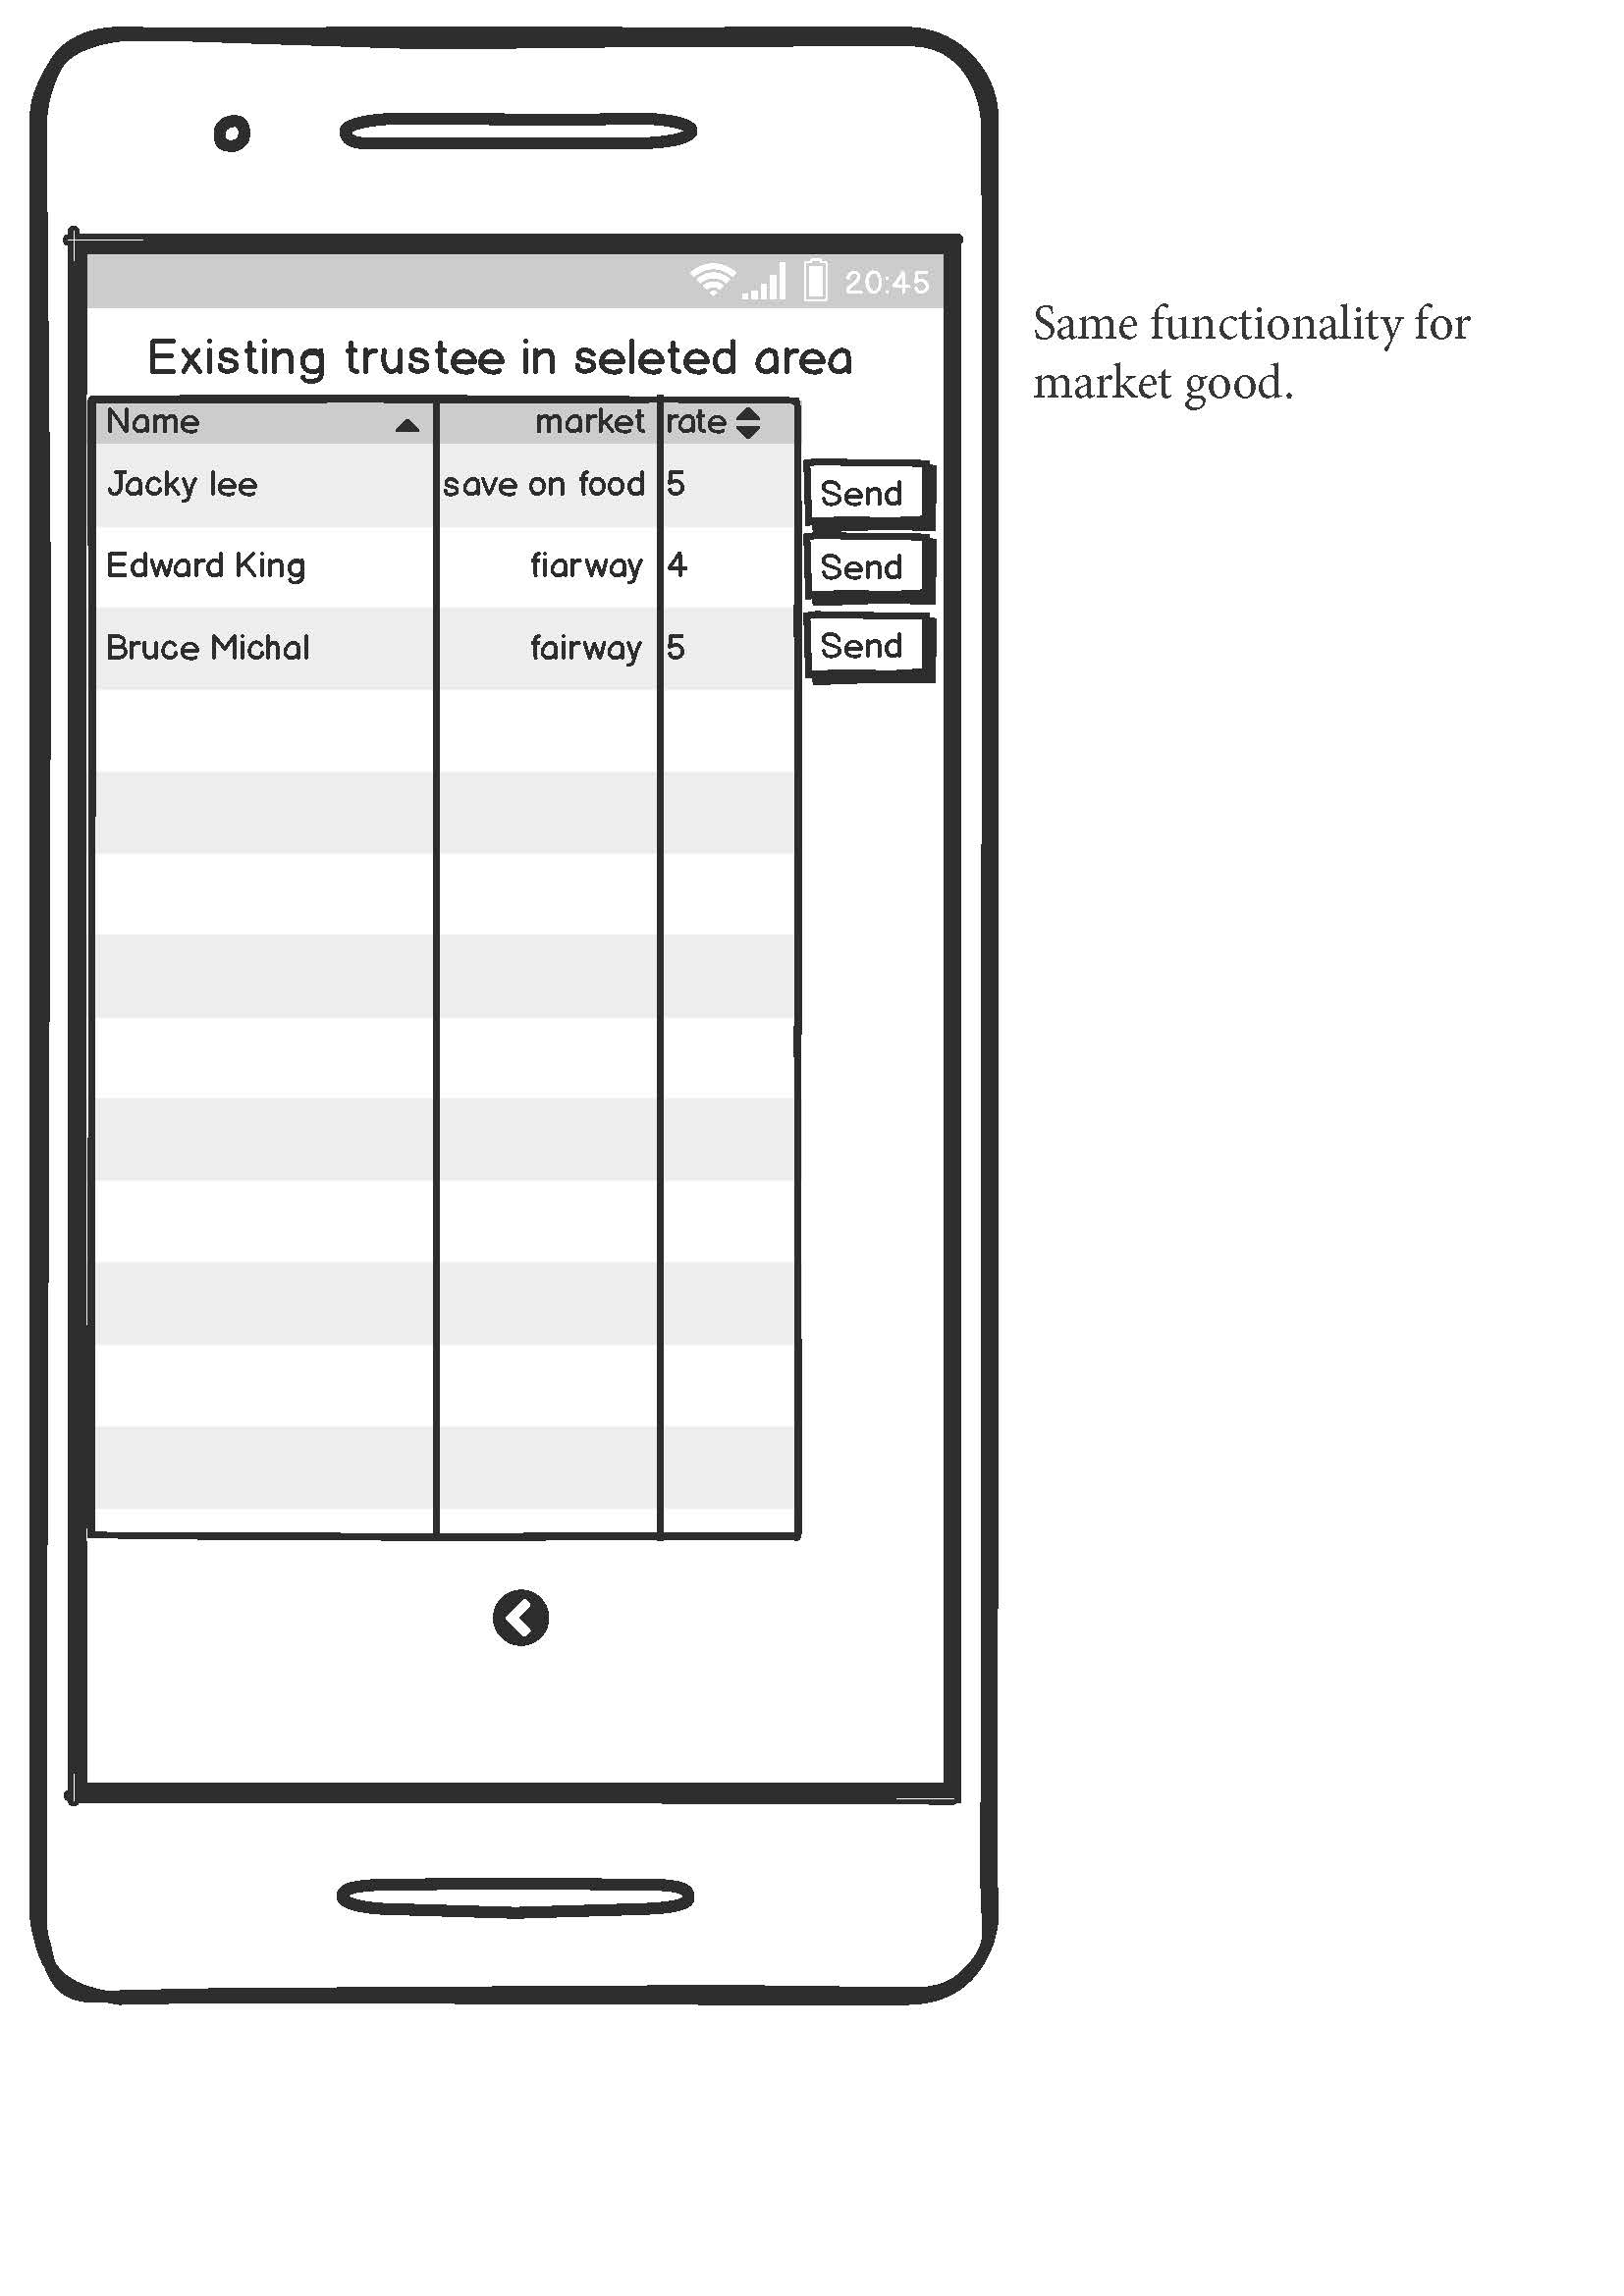 20:45
Existing trustee in seleted area
Name market rate
Jacky lee save on food 5 Send
Edward King fiarway 4 Send
Bruce Michal fairway 5 Send
Same functionality for
market good.